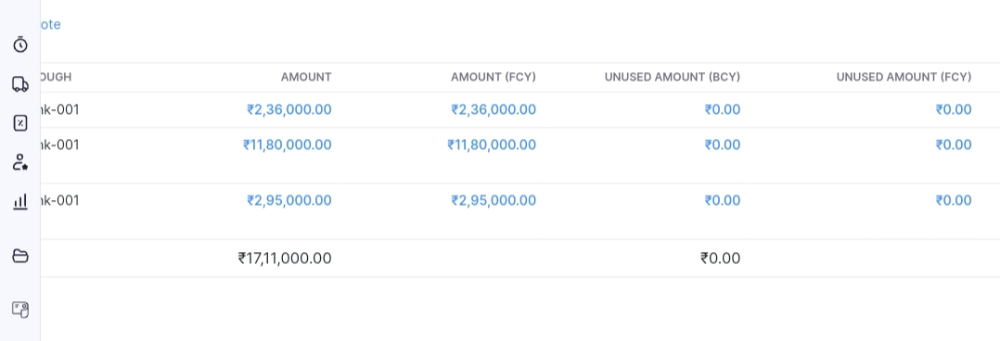 ote
OUGH AMOUNT AMOUNT (FCY) UNUSED AMOUNT (BCY) UNUSED AMOUNT (FCY)
nk-001 ₹2,36,000.00 ₹2,36,000.00 ₹0.00 ₹0.00
nk-001 ₹11,80,000.00 ₹11,80,000.00 ₹0.00 ₹0.00
nk-001 ₹2,95,000.00 ₹2,95,000.00 ₹0.00 ₹0.00
₹17,11,000.00 ₹0.00